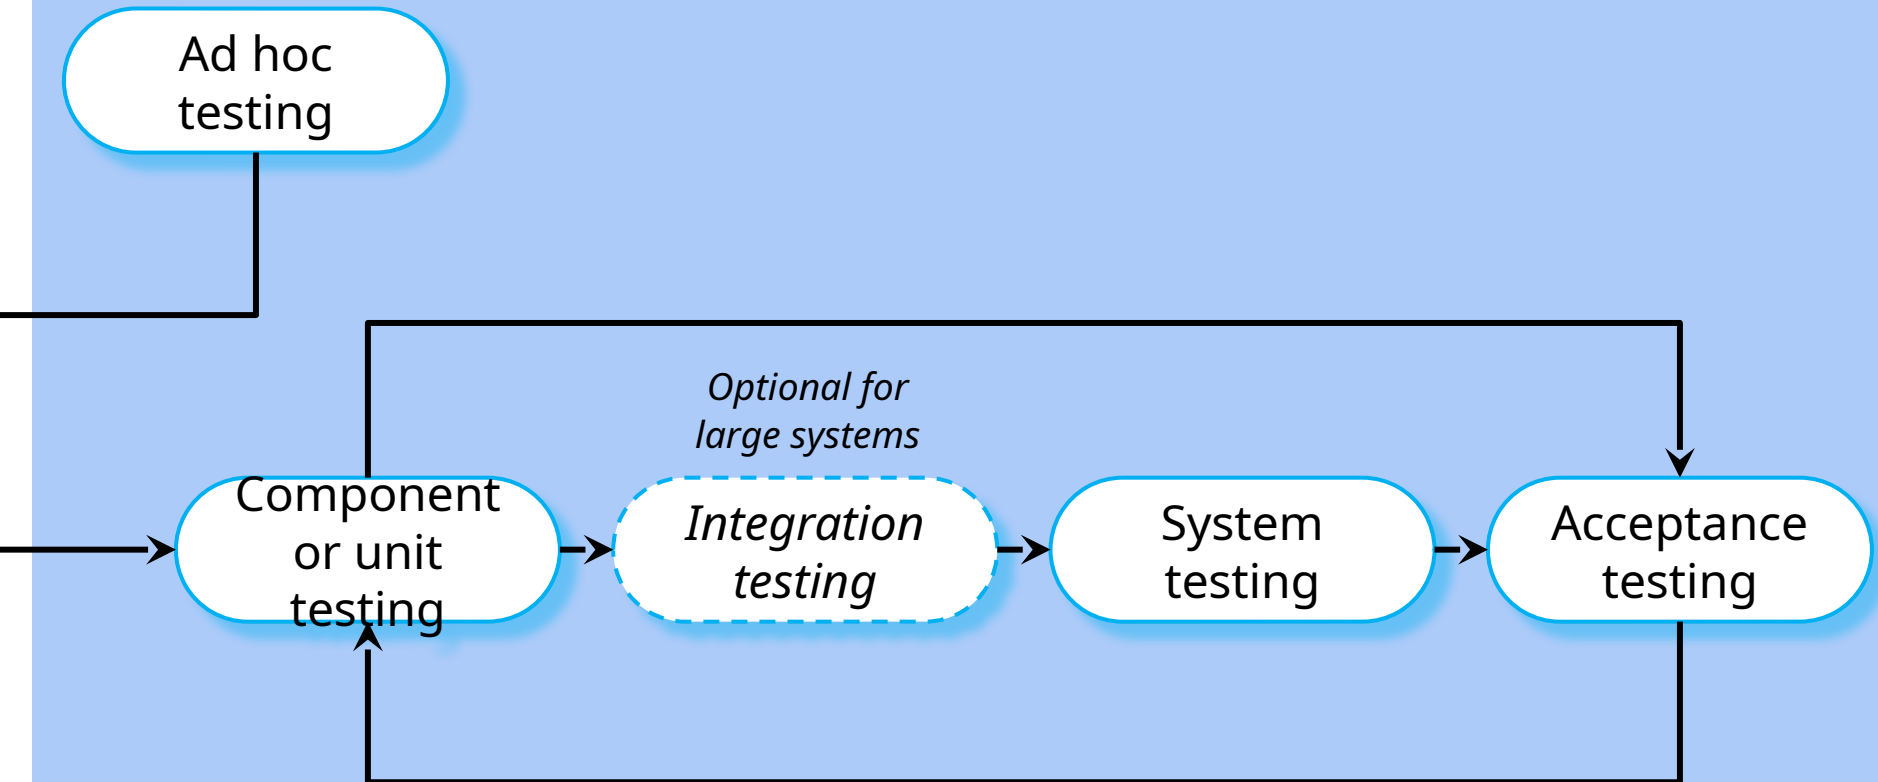 Ad hoc
testing
Optional for
large systems
Component
or unit
testing
Integration
testing
System
testing
Acceptance
testing